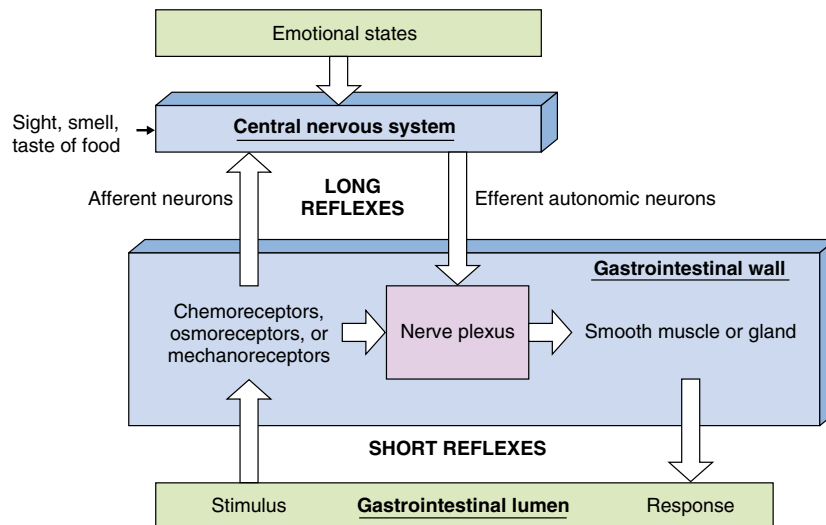 Emotional states
Sight, smell,
taste of food
Central nervous system
Afferent neurons
LONG
REFLEXES
Efferent autonomic neurons
Gastrointestinal wall
Chemoreceptors,
osmoreceptors, or
mechanoreceptors
Nerve plexus
Smooth muscle or gland
SHORT REFLEXES
Stimulus
Gastrointestinal lumen
Response